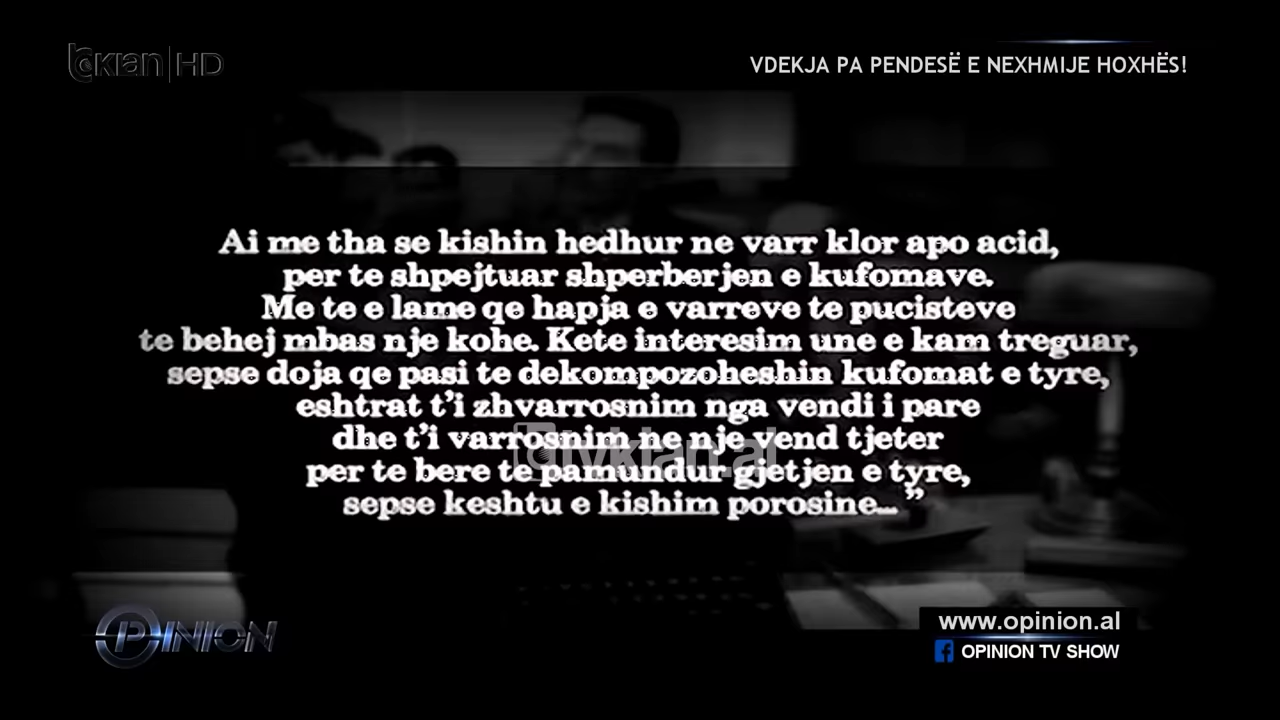 tvklan HD
VDEKJA PA PENDESË E NEXHMIJE HOXHËS!
Ai me tha se kishin hedhur ne varr klor apo acid,
per te shpejtuar shperberjen e kufomave.
Me te e lame qe hapja e varreve te pucisteve
te behej mbas nje kohe. Kete interesim une e kam treguar,
sepse doja qe pasi te dekompozoheshin kufomat e tyre,
eshtrat t'i zhvarrosnim nga vendi i pare
dhe t'i varrosnim ne nje vend tjeter
tvklan.al
per te bere te pamundur gjetjen e tyre,
sepse keshtu e kishim porosine... ”
OPINION
www.opinion.al
OPINION TV SHOW